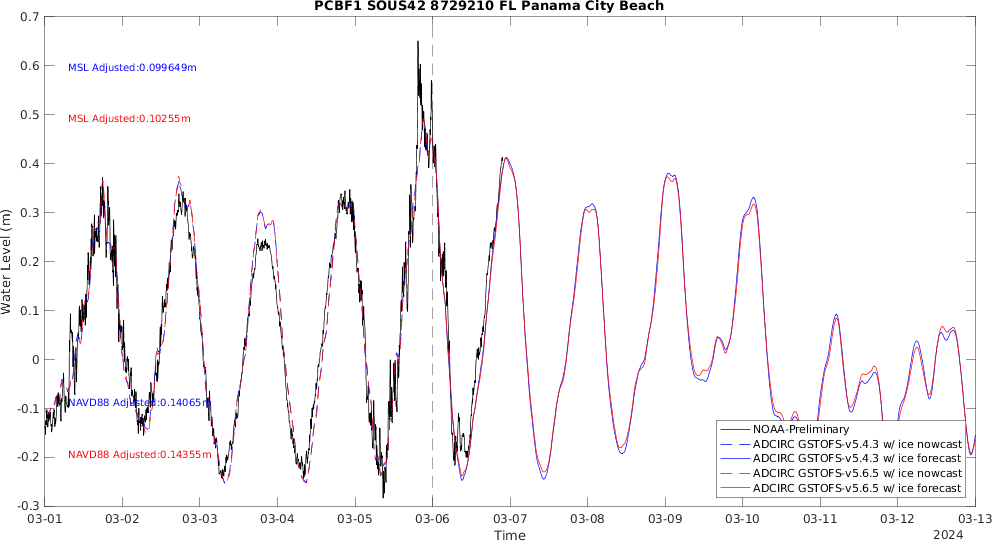 PCBF1 SOUS42 8729210 FL Panama City Beach
0.7
0.6
0.5
0.4
0.3
0.2
0.1
0
-0.1
-0.2
-0.3
Water Level (m)
MSL Adjusted:0.099649m
MSL Adjusted:0.10255m
NAVD88 Adjusted:0.14065m
NAVD88 Adjusted:0.14355m
NOAA-Preliminary
ADCIRC GSTOFS-v5.4.3 w/ ice nowcast
ADCIRC GSTOFS-v5.4.3 w/ ice forecast
ADCIRC GSTOFS-v5.6.5 w/ ice nowcast
ADCIRC GSTOFS-v5.6.5 w/ ice forecast
03-01 03-02 03-03 03-04 03-05 03-06 03-07 03-08 03-09 03-10 03-11 03-12 03-13
Time
2024